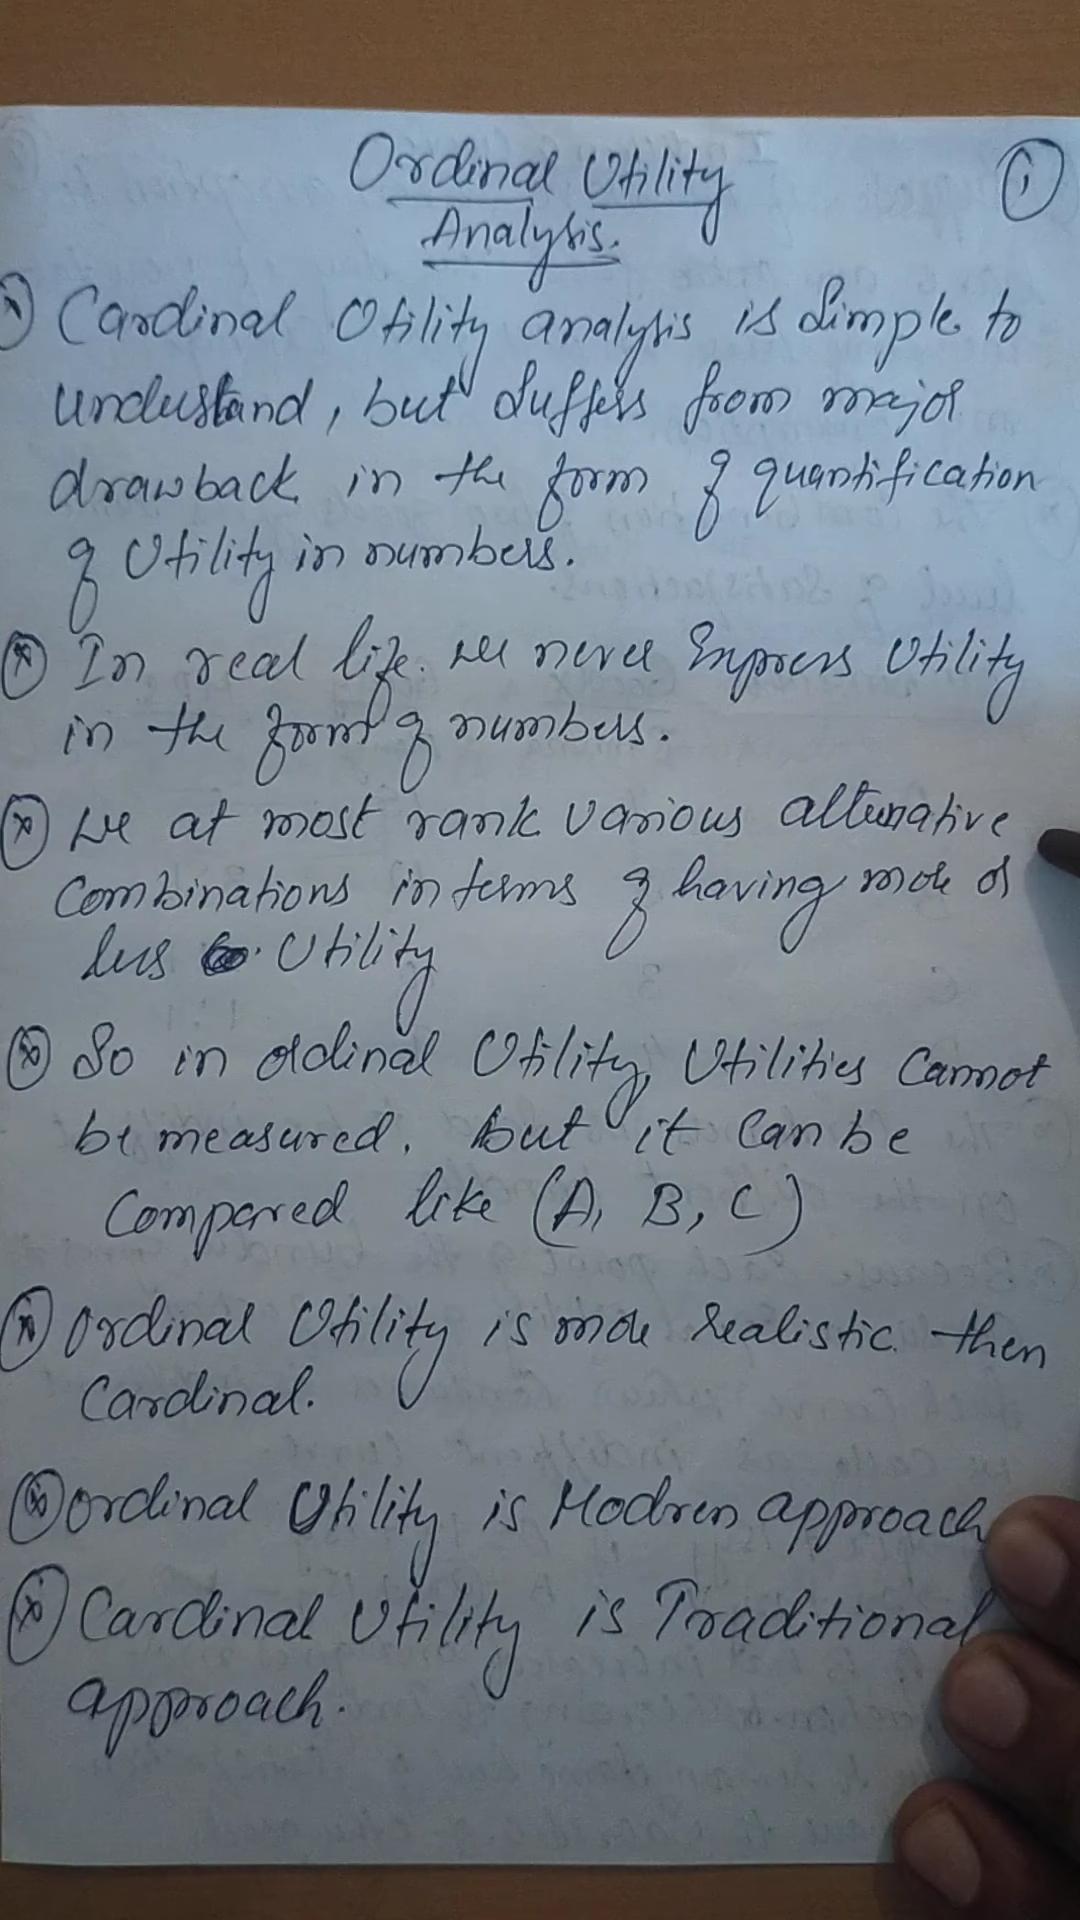 Ordinal Utility
Analysis.
1
Cardinal Utility analysis is Simple to
understand, but suffers from major
drawback in the form of quantification
of Utility in numbers.
In real life. we never Express Utility
in the form of numbers.
We at most rank various alternative
Combinations in terms of having more or
less Utility
So in ordinal Utility, Utilities Cannot
be measured. but it Can be
Compared like (A, B, C)
Ordinal Utility is more realistic then
Cardinal.
Ordinal Utility is Modren approach
Cardinal Utility is Traditional
approach.